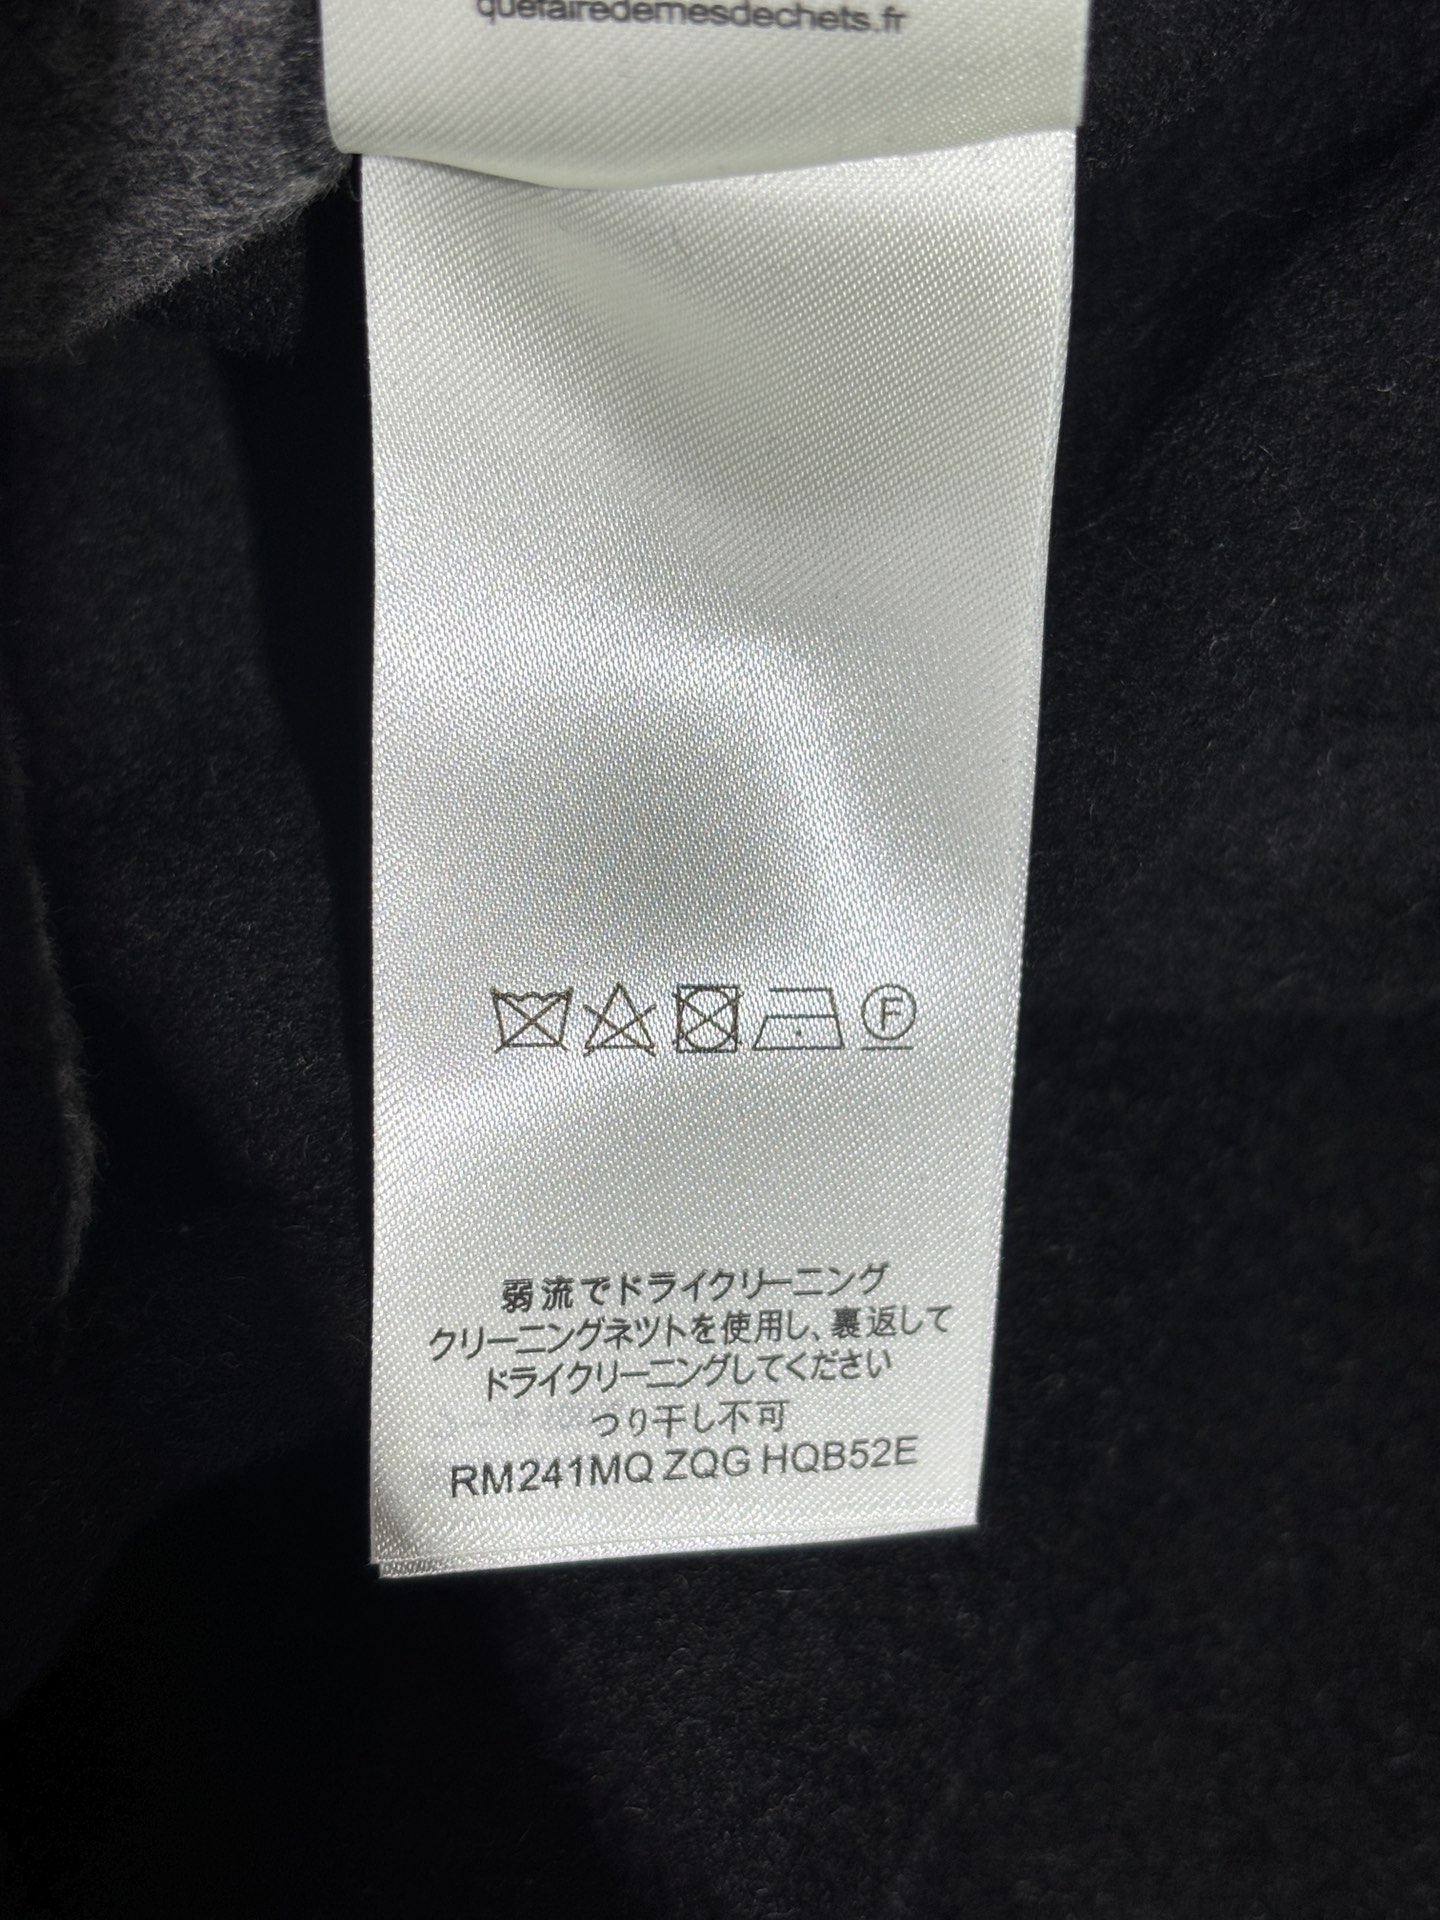 quefairedemesdechets.fr
F
弱流でドライクリーニング
クリーニングネットを使用し、裏返して
ドライクリーニングしてください
つり干し不可
RM241MQ ZQG HQB52E